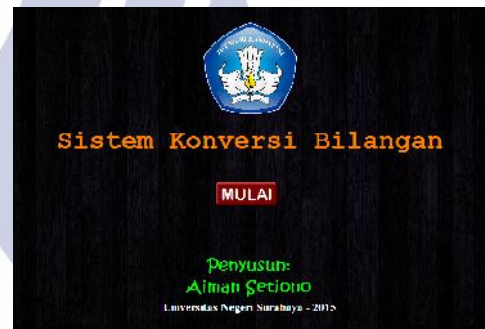 Sistem Konversi Bilangan
MULAI
Penyusun:
Aiman Setiono
Universitas Negeri Surabaya - 2015